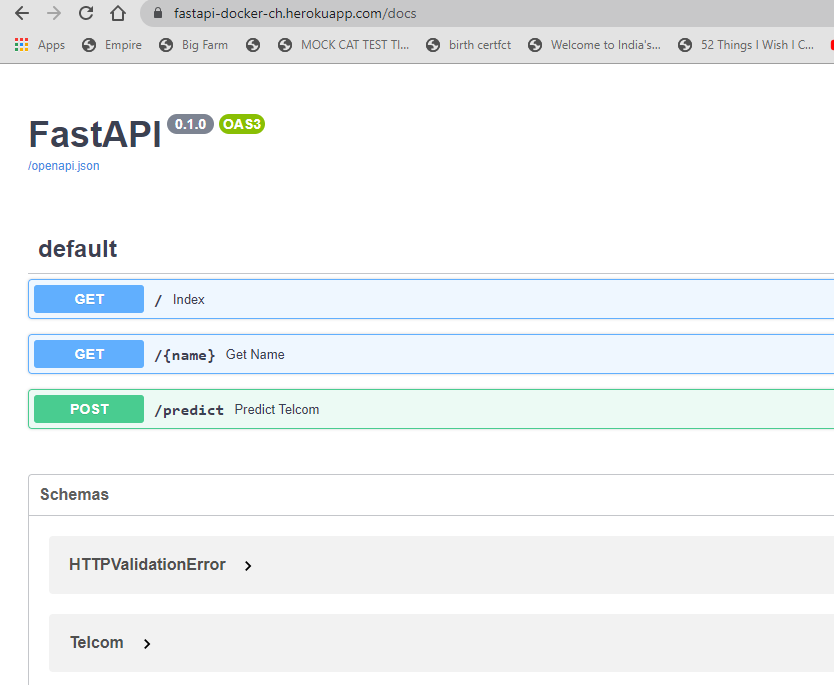 fastapi-docker-ch.herokuapp.com/docs
Apps Empire Big Farm MOCK CAT TEST TI... birth certfct Welcome to India's... 52 Things I Wish I C...
FastAPI 0.1.0 OAS3
/openapi.json
default
GET / Index
GET /{name} Get Name
POST /predict Predict Telcom
Schemas
HTTPValidationError
Telcom